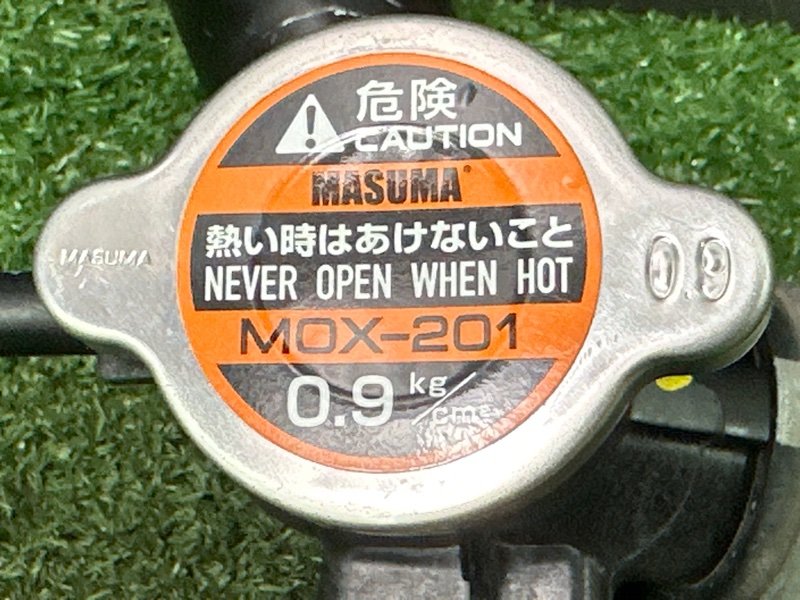 危険
CAUTION
MASUMA
熱い時はあけないこと
NEVER OPEN WHEN HOT
MOX-201
0.9 kg/cm²
MASUMA
0.9